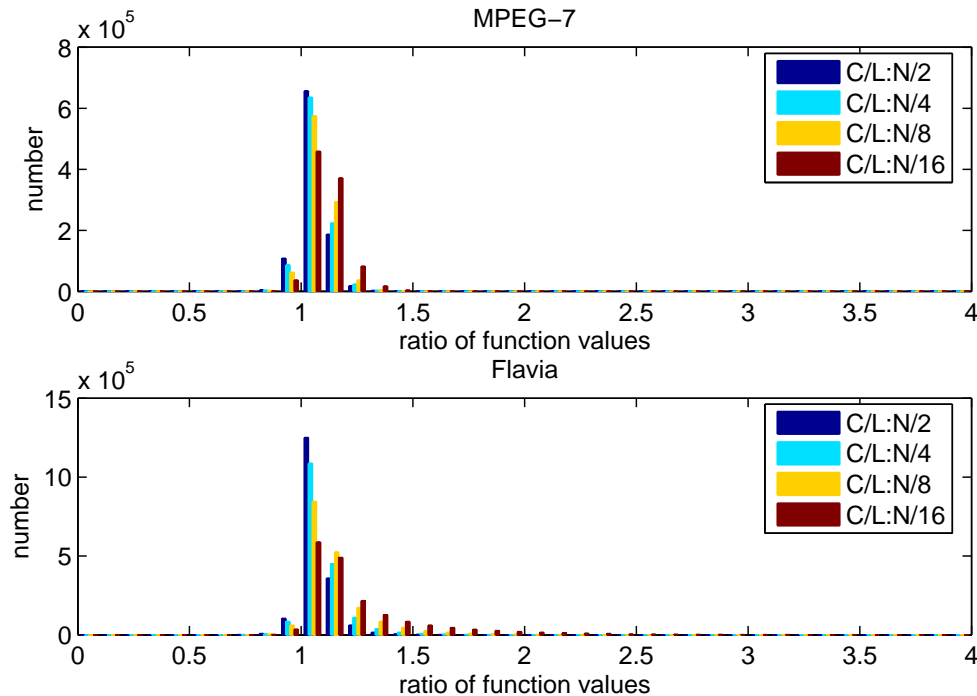 MPEG−7
x 10^5
8
6
4
2
0
number
C/L:N/2
C/L:N/4
C/L:N/8
C/L:N/16
0 0.5 1 1.5 2 2.5 3 3.5 4
ratio of function values
Flavia
x 10^5
15
10
5
0
number
C/L:N/2
C/L:N/4
C/L:N/8
C/L:N/16
0 0.5 1 1.5 2 2.5 3 3.5 4
ratio of function values